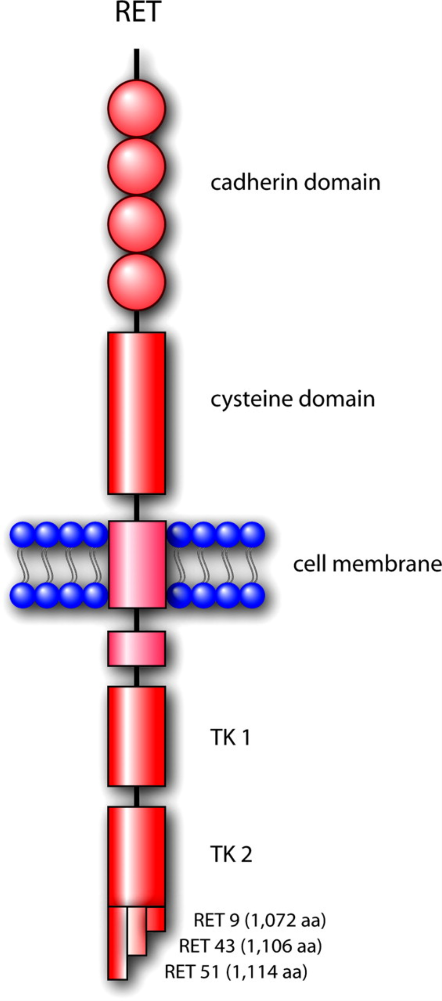 RET
cadherin domain
cysteine domain
cell membrane
TK 1
TK 2
RET 9 (1,072 aa)
RET 43 (1,106 aa)
RET 51 (1,114 aa)